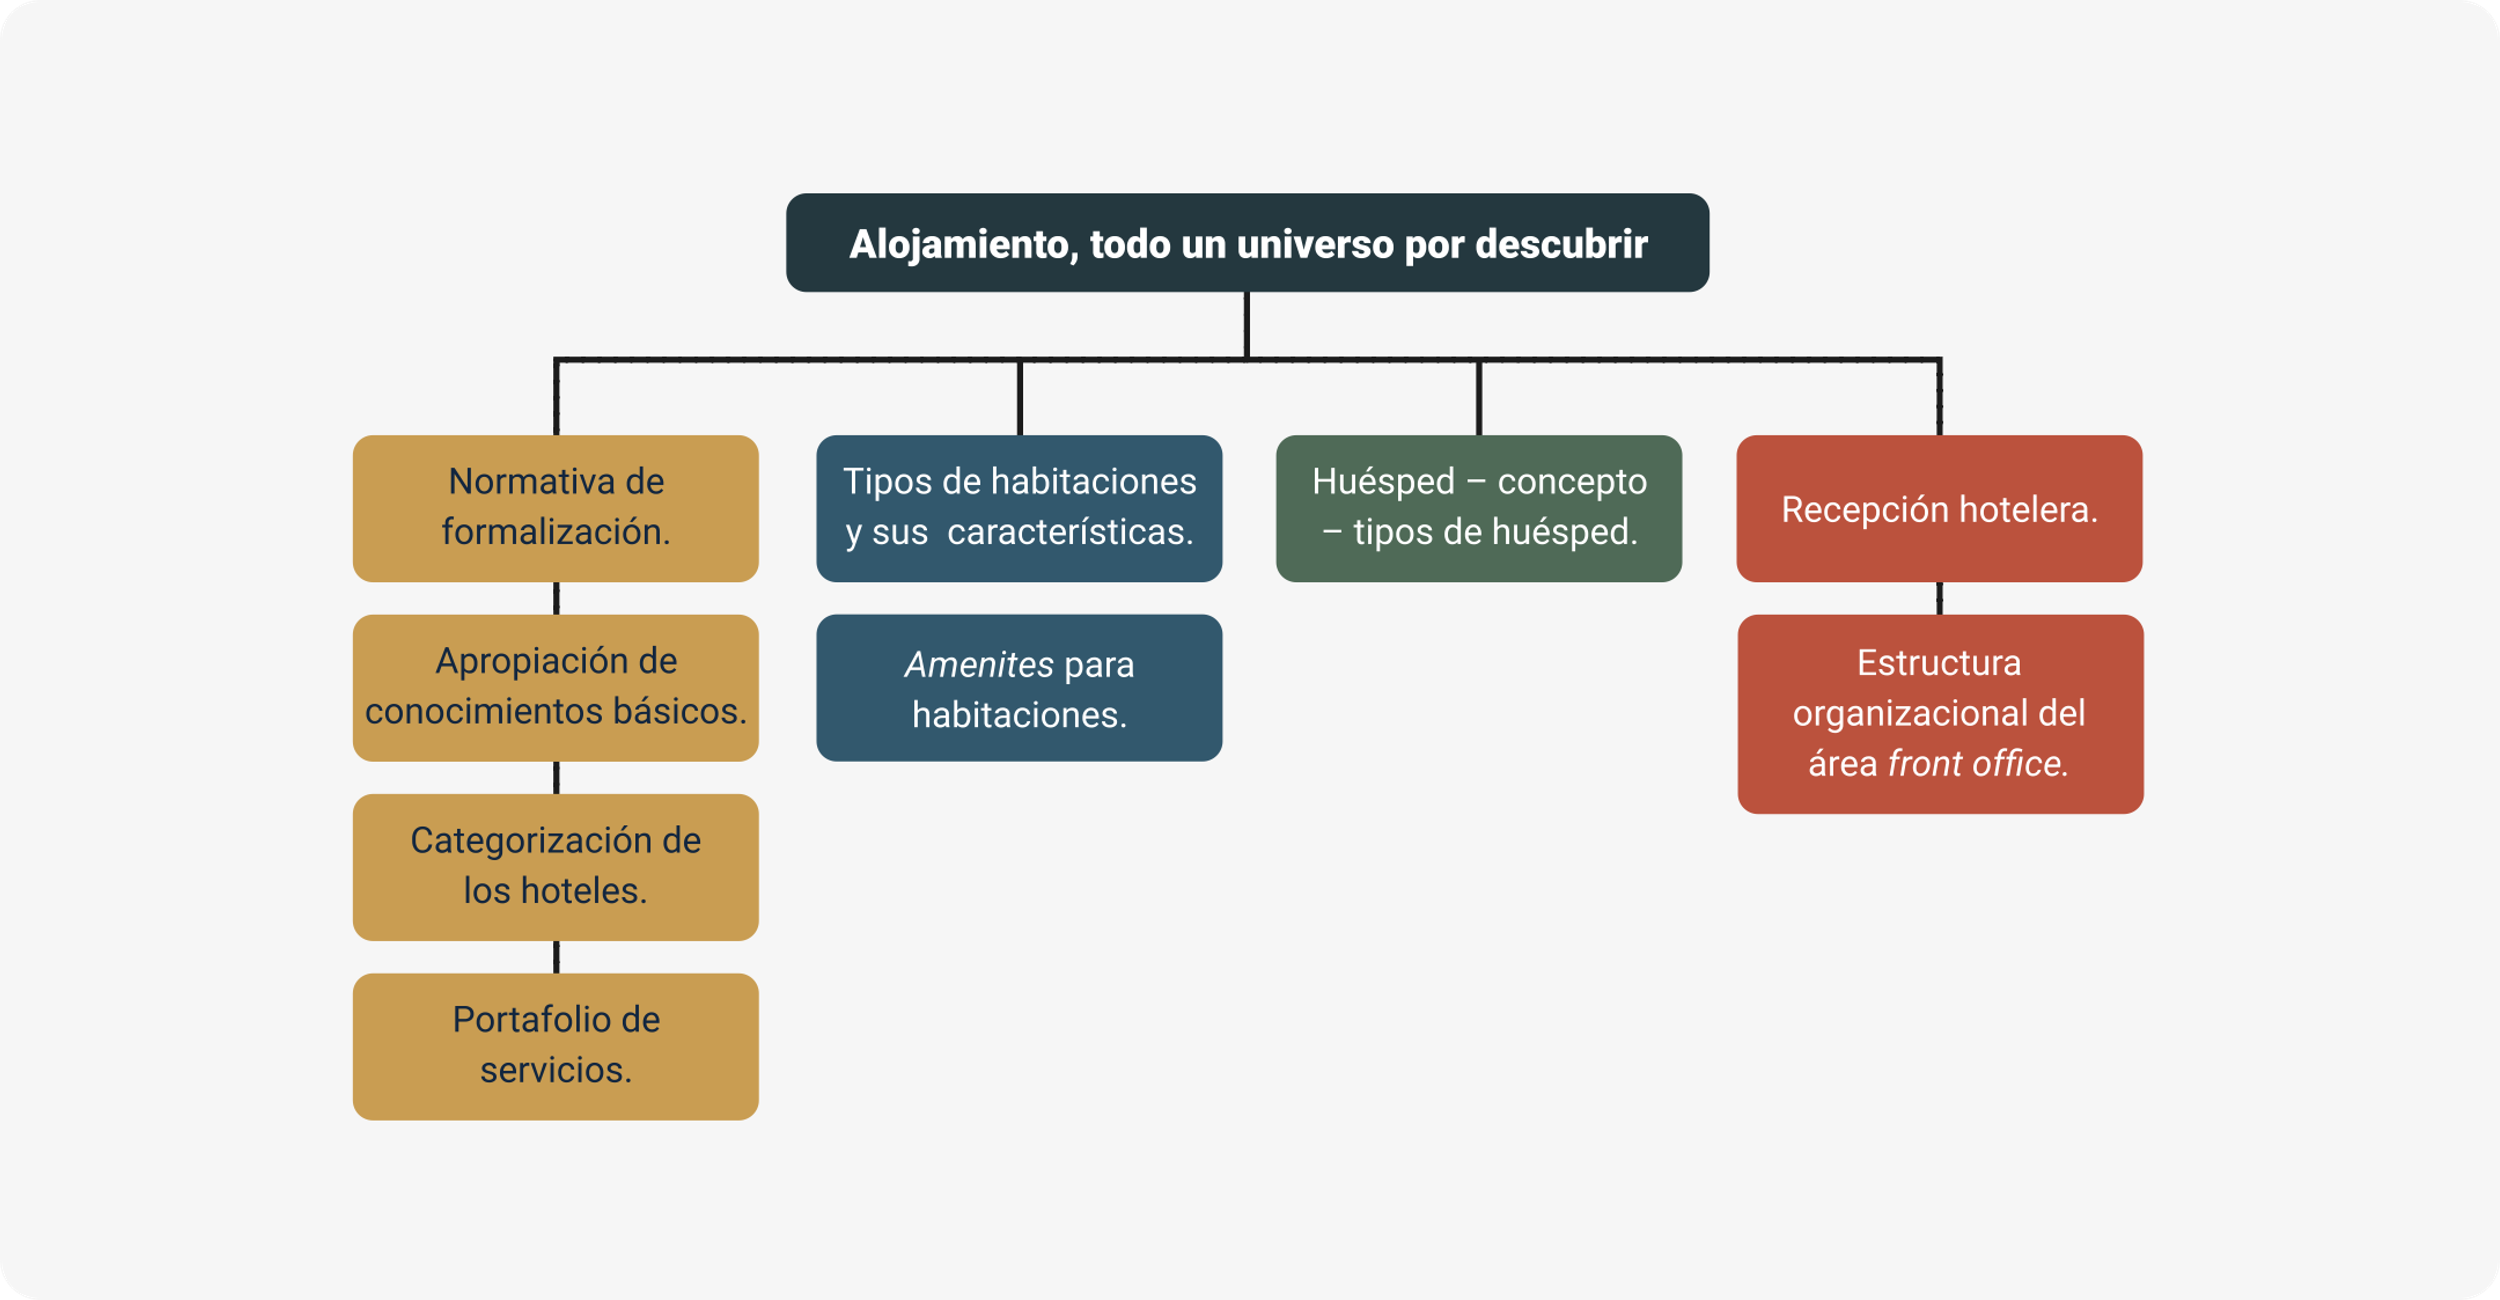 Alojamiento, todo un universo por descubrir
Normativa de
formalización.
Apropiación de
conocimientos básicos.
Categorización de
los hoteles.
Portafolio de
servicios.
Tipos de habitaciones
y sus  características.
Amenites para
habitaciones.
Huésped – concepto
– tipos de huésped.
Recepción hotelera.
Estructura
organizacional del
área front office.